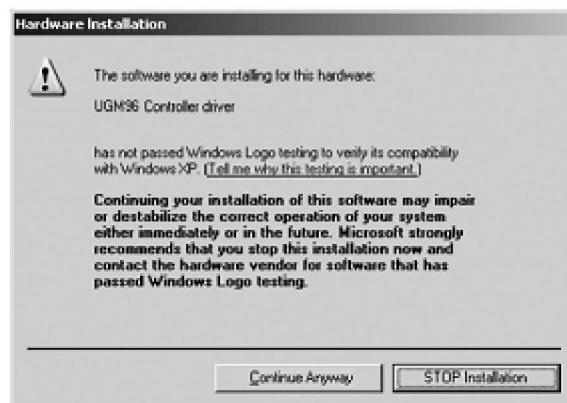 Hardware Installation
The software you are installing for this hardware:
UGM96 Controller driver
has not passed Windows Logo testing to verify its compatibility
with Windows XP. (Tell me why this testing is important.)
Continuing your installation of this software may impair
or destabilize the correct operation of your system
either immediately or in the future. Microsoft strongly
recommends that you stop this installation now and
contact the hardware vendor for software that has
passed Windows Logo testing.
Continue Anyway
STOP Installation